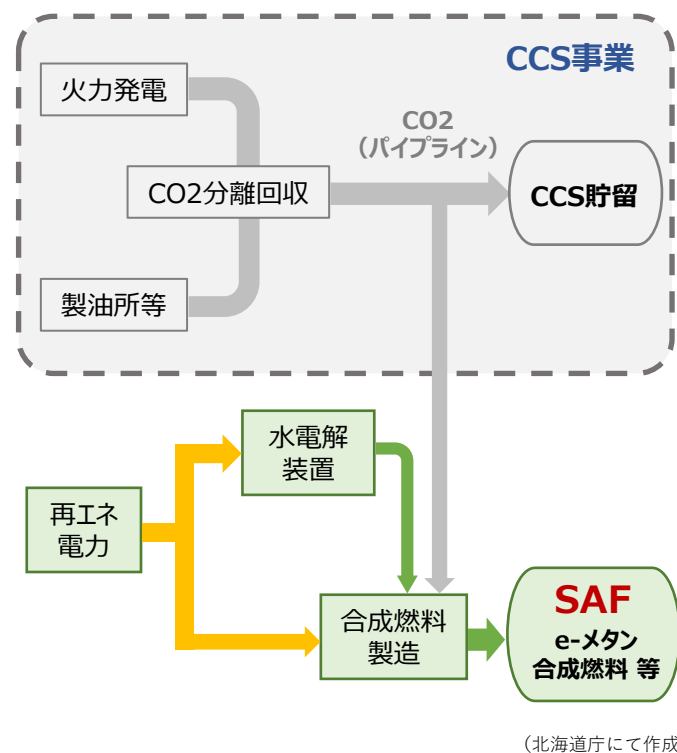 CCS事業
火力発電
CO2
（パイプライン）
CO2分離回収
CCS貯留
製油所等
水電解
装置
再エネ
電力
合成燃料
製造
SAF
e-メタン
合成燃料 等
（北海道庁にて作成